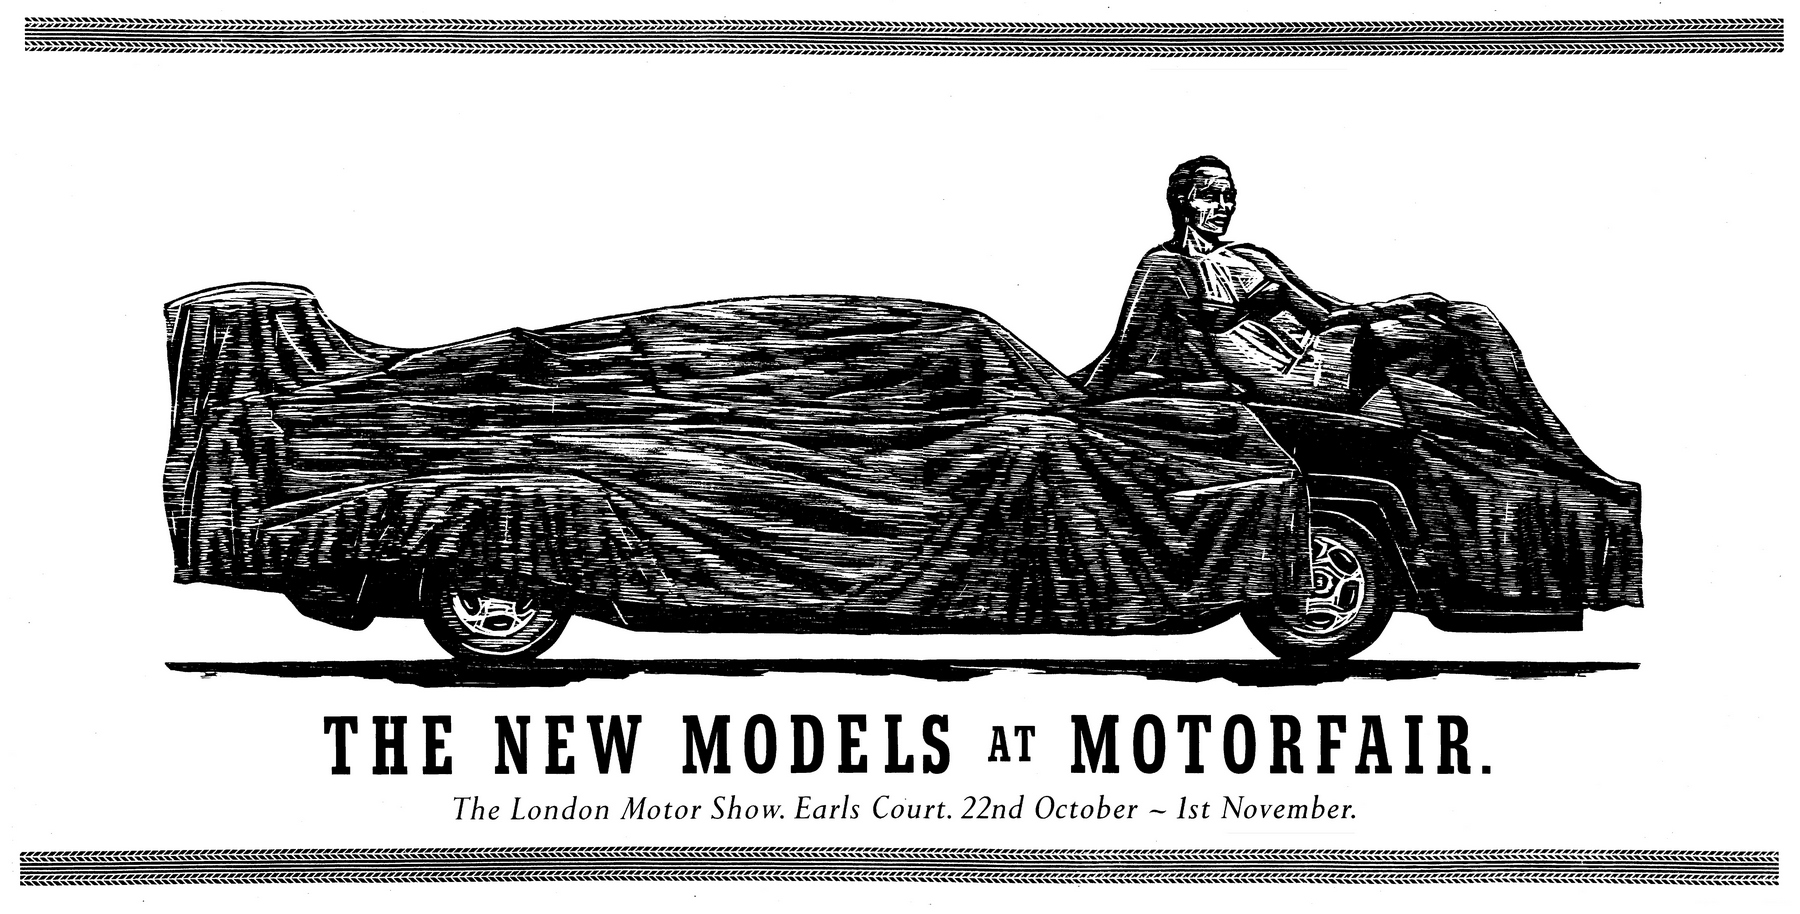 THE NEW MODELS AT MOTORFAIR.
The London Motor Show. Earls Court. 22nd October ~ 1st November.